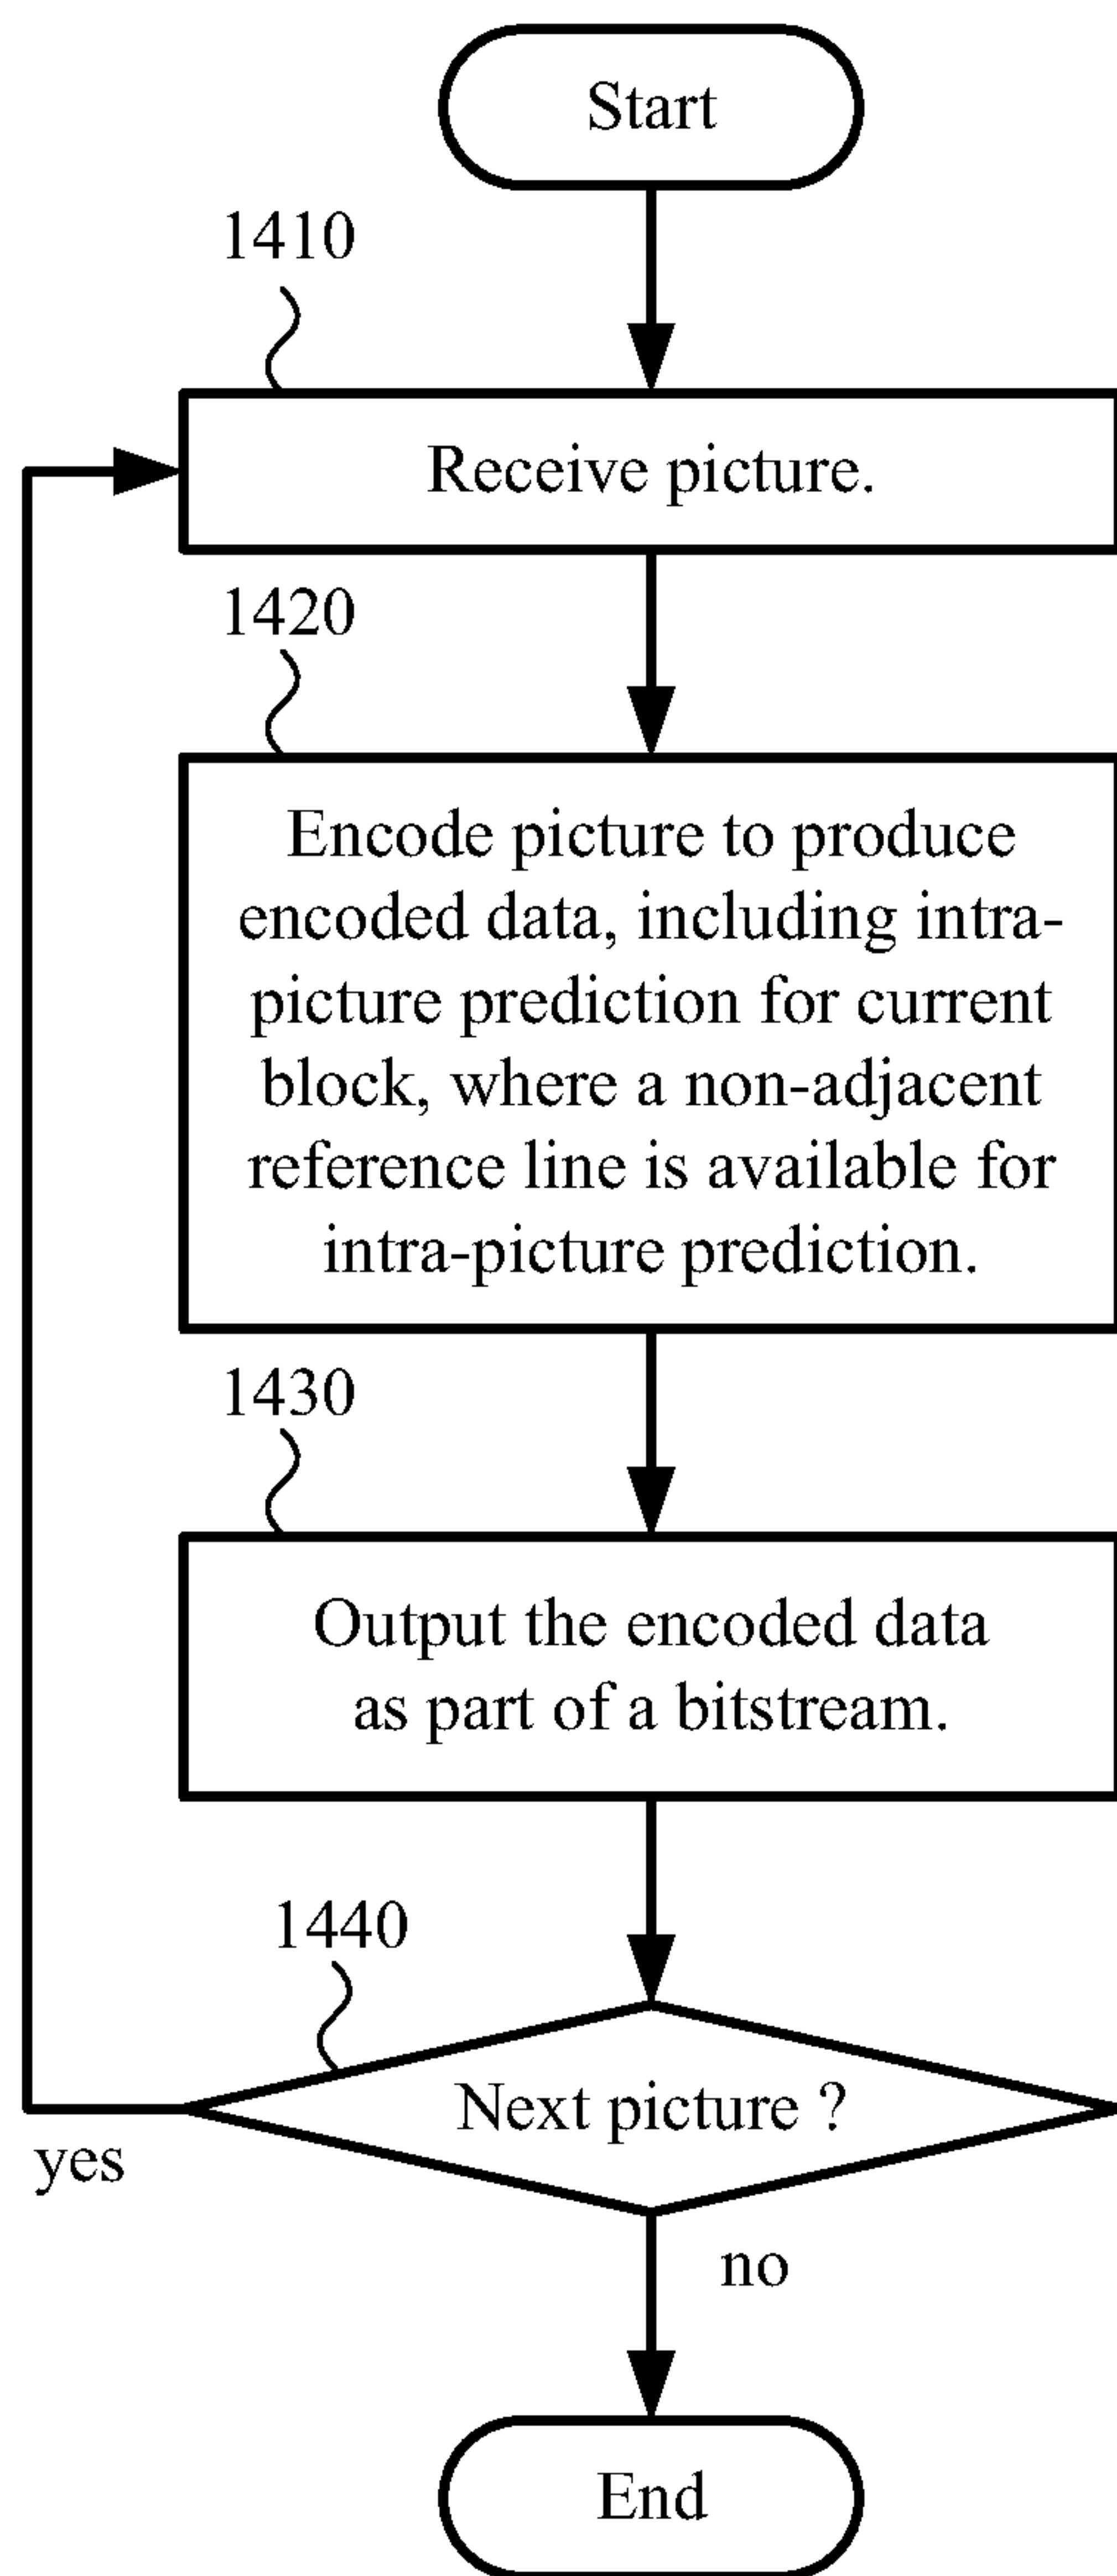 Start
1410
Receive picture.
1420
Encode picture to produce
encoded data, including intra-
picture prediction for current
block, where a non-adjacent
reference line is available for
intra-picture prediction.
1430
Output the encoded data
as part of a bitstream.
1440
Next picture ?
yes
no
End